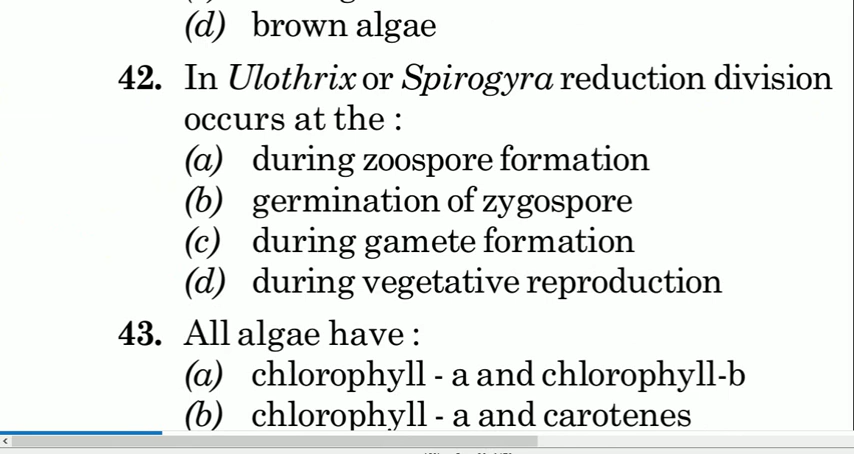 (d) brown algae
42. In Ulothrix or Spirogyra reduction division
occurs at the :
(a) during zoospore formation
(b) germination of zygospore
(c) during gamete formation
(d) during vegetative reproduction
43. All algae have :
(a) chlorophyll - a and chlorophyll-b
(b) chlorophyll - a and carotenes